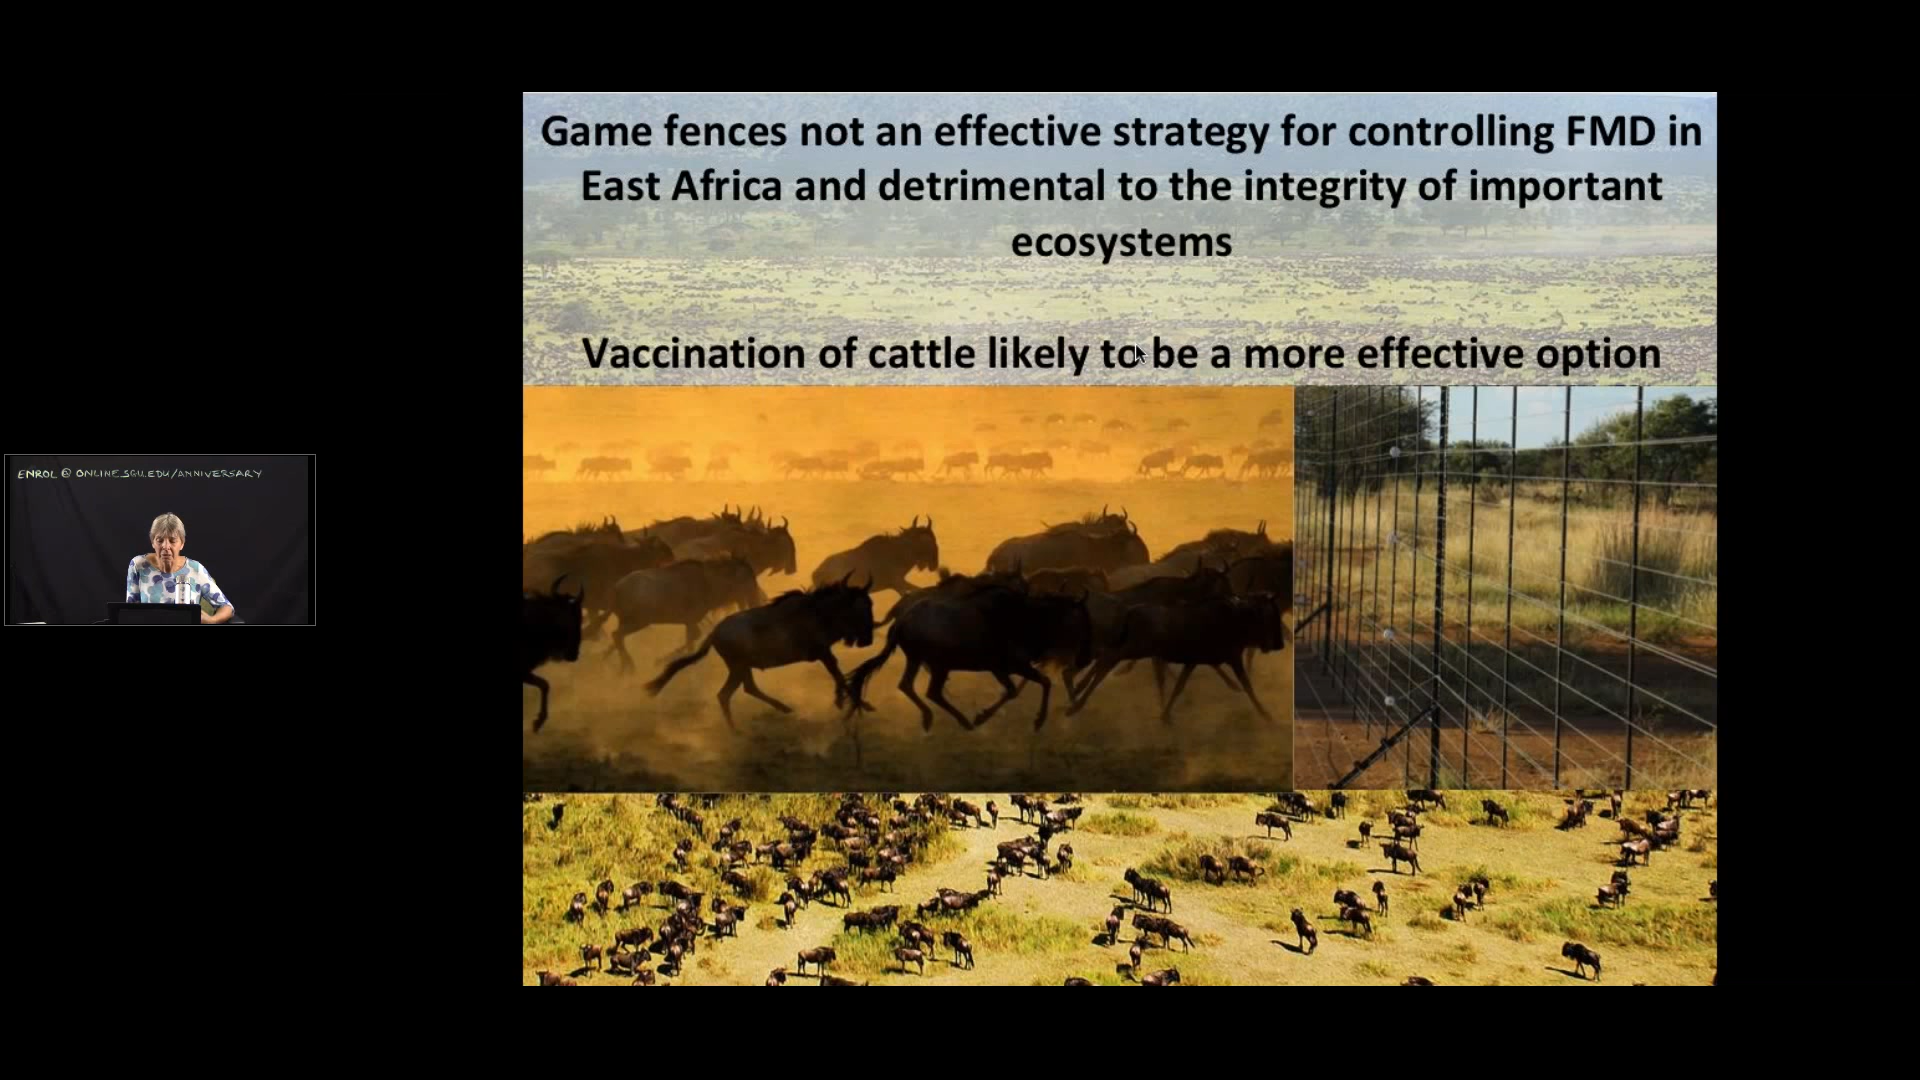 Game fences not an effective strategy for controlling FMD in
East Africa and detrimental to the integrity of important
ecosystems
Vaccination of cattle likely to be a more effective option
ENROL @ ONLINE.SGU.EDU/ANNIVERSARY